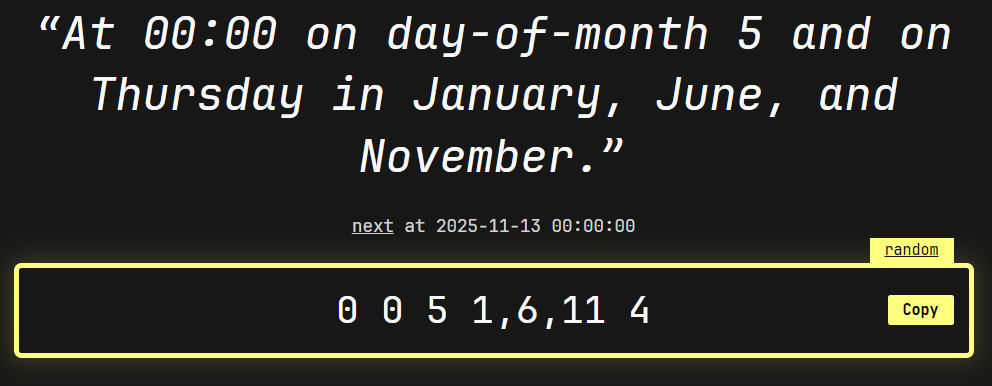 “At 00:00 on day-of-month 5 and on
Thursday in January, June, and
November.”
next at 2025-11-13 00:00:00
random
0 0 5 1,6,11 4
Copy